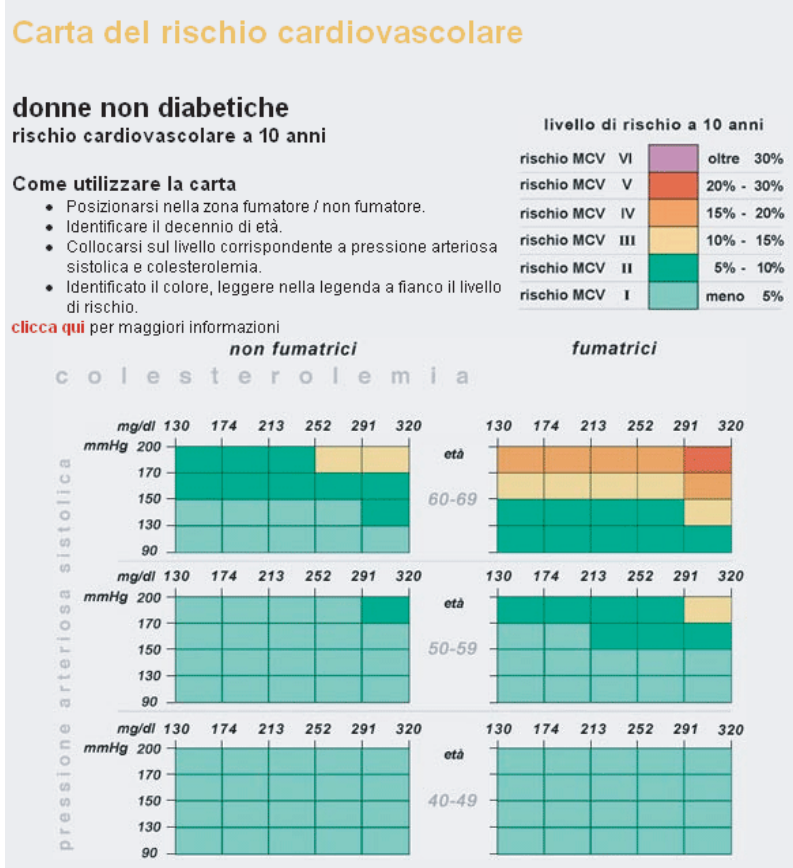 Carta del rischio cardiovascolare
donne non diabetiche
rischio cardiovascolare a 10 anni
Come utilizzare la carta
• Posizionarsi nella zona fumatore / non fumatore.
• Identificare il decennio di età.
• Collocarsi sul livello corrispondente a pressione arteriosa
sistolica e colesterolemia.
• Identificato il colore, leggere nella legenda a fianco il livello
di rischio.
clicca qui per maggiori informazioni
livello di rischio a 10 anni
rischio MCV VI oltre 30%
rischio MCV V 20% - 30%
rischio MCV IV 15% - 20%
rischio MCV III 10% - 15%
rischio MCV II 5% - 10%
rischio MCV I meno 5%
non fumatrici fumatrici
colesterolemia
pressione arteriosa sistolica
mg/dl 130 174 213 252 291 320 130 174 213 252 291 320
mmHg 200 età
170
150 60-69
130
90
mg/dl 130 174 213 252 291 320 130 174 213 252 291 320
mmHg 200 età
170
150 50-59
130
90
mg/dl 130 174 213 252 291 320 130 174 213 252 291 320
mmHg 200 età
170
150 40-49
130
90